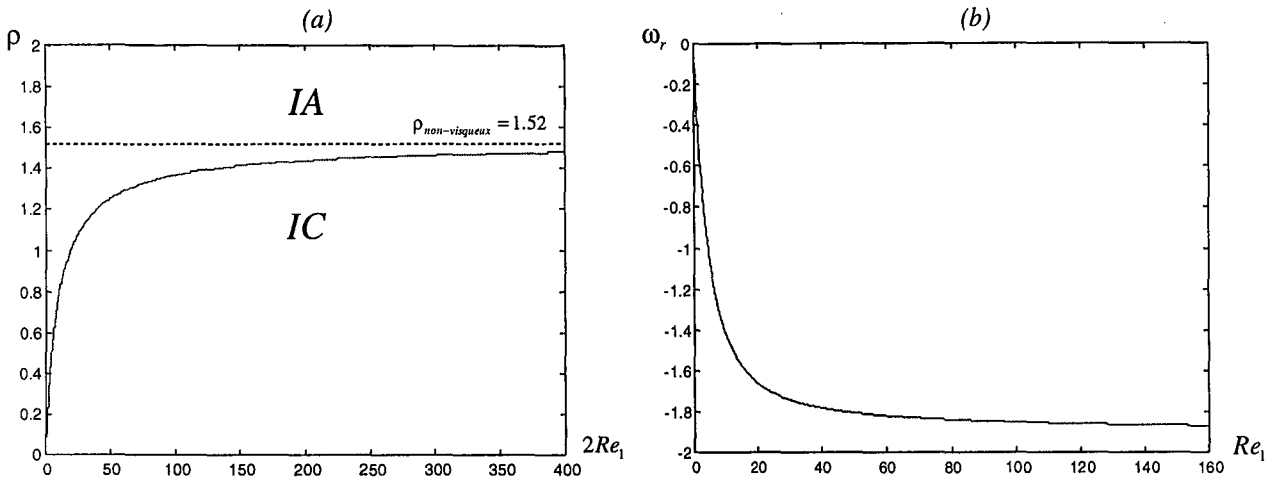 (a)
ρ
2
1.8
1.6
1.4
1.2
1
0.8
0.6
0.4
0.2
0
IA
ρnon-visqueux = 1.52
IC
0 50 100 150 200 250 300 350 400
2Re₁
(b)
ωr
0
-0.2
-0.4
-0.6
-0.8
-1
-1.2
-1.4
-1.6
-1.8
-2
0 20 40 60 80 100 120 140 160
Re₁